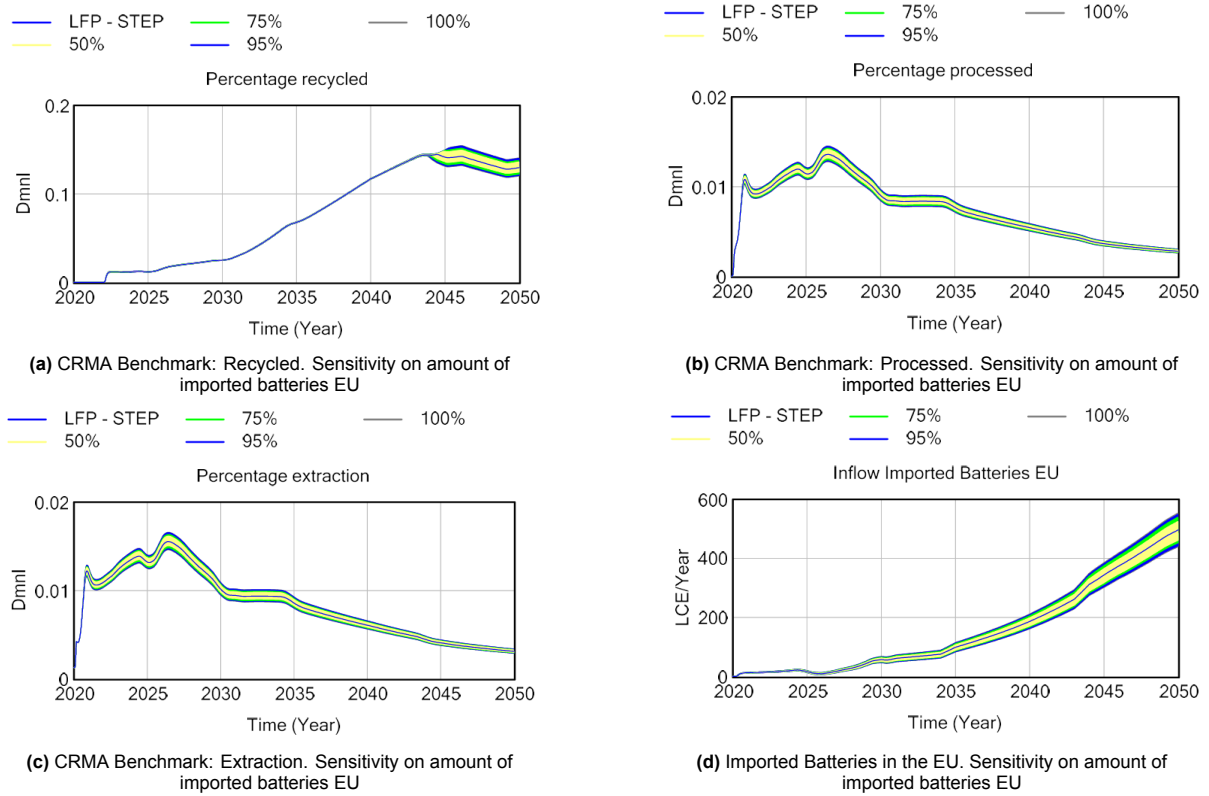 LFP - STEP 75% 100%
50% 95%
Percentage recycled
0.2
0.1
0
Dmnl
2020 2025 2030 2035 2040 2045 2050
Time (Year)
(a) CRMA Benchmark: Recycled. Sensitivity on amount of
imported batteries EU
LFP - STEP 75% 100%
50% 95%
Percentage processed
0.02
0.01
0
Dmnl
2020 2025 2030 2035 2040 2045 2050
Time (Year)
(b) CRMA Benchmark: Processed. Sensitivity on amount of
imported batteries EU
LFP - STEP 75% 100%
50% 95%
Percentage extraction
0.02
0.01
0
Dmnl
2020 2025 2030 2035 2040 2045 2050
Time (Year)
(c) CRMA Benchmark: Extraction. Sensitivity on amount of
imported batteries EU
LFP - STEP 75% 100%
50% 95%
Inflow Imported Batteries EU
600
400
200
0
LCE/Year
2020 2025 2030 2035 2040 2045 2050
Time (Year)
(d) Imported Batteries in the EU. Sensitivity on amount of
imported batteries EU